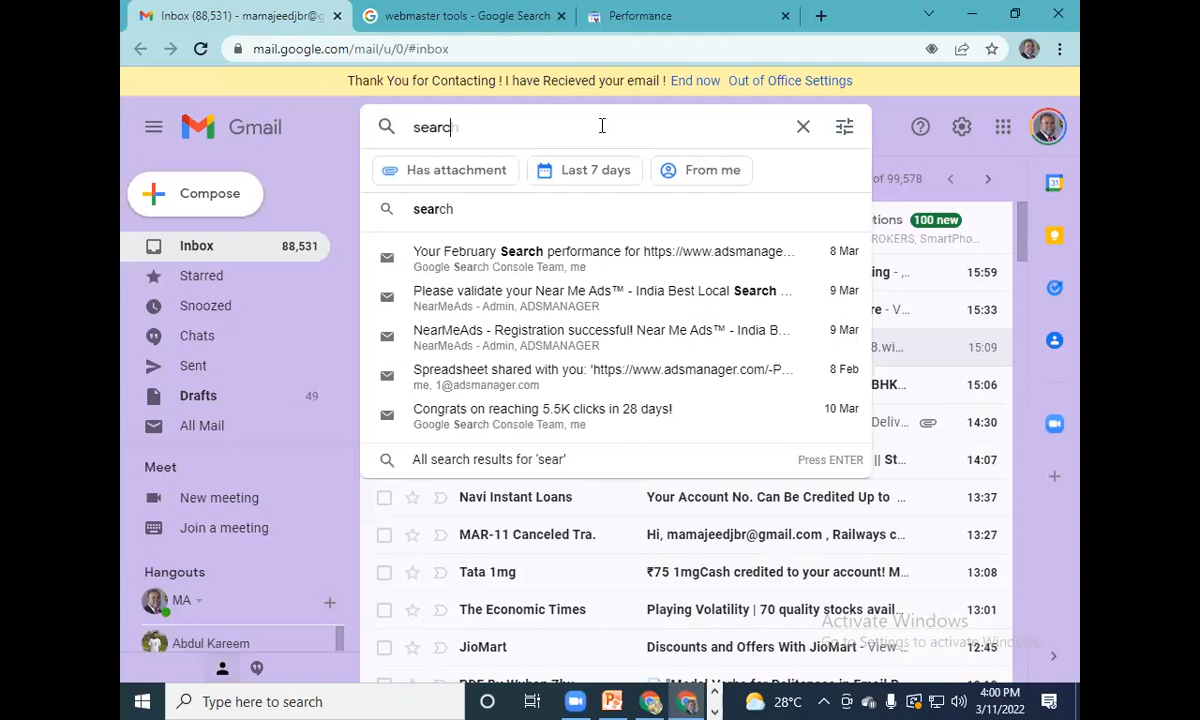 Inbox (88,531) - mamajeedjbr@g
webmaster tools - Google Search
Performance
mail.google.com/mail/u/0/#inbox
Thank You for Contacting ! I have Recieved your email ! End now Out of Office Settings
Gmail
search
of 99,578
Compose
Has attachment
Last 7 days
From me
search
Inbox 88,531
Starred
Snoozed
Chats
Sent
Drafts 49
All Mail
Your February Search performance for https://www.adsmanage... 8 Mar
Google Search Console Team, me
Please validate your Near Me Ads™ - India Best Local Search ... 9 Mar
NearMeAds - Admin, ADSMANAGER
NearMeAds - Registration successful! Near Me Ads™ - India B... 9 Mar
NearMeAds - Admin, ADSMANAGER
Spreadsheet shared with you: 'https://www.adsmanager.com/-P... 8 Feb
me, 1@adsmanager.com
Congrats on reaching 5.5K clicks in 28 days! 10 Mar
Google Search Console Team, me
All search results for 'sear' Press ENTER
otions 100 new
ROKERS, SmartPho...
ing - ,.. 15:59
re - V... 15:33
8.wi... 15:09
BHK... 15:06
Deliv... 14:30
|| St... 14:07
Meet
New meeting
Join a meeting
Hangouts
MA
Abdul Kareem
Navi Instant Loans Your Account No. Can Be Credited Up to ... 13:37
MAR-11 Canceled Tra. Hi, mamajeedjbr@gmail.com , Railways c... 13:27
Tata 1mg ₹75 1mgCash credited to your account! M... 13:08
The Economic Times Playing Volatility | 70 quality stocks avail... 13:01
JioMart Discounts and Offers With JioMart - View... 12:45
Activate Windows
Go to Settings to activate Windows.
Type here to search
28°C
4:00 PM
3/11/2022